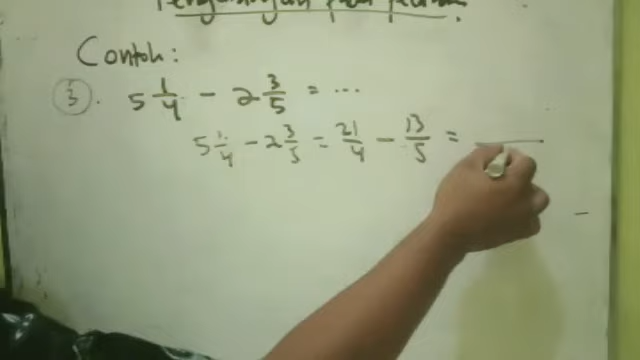 Contoh:
3. 5 1/4 - 2 3/5 = ...
5 1/4 - 2 3/5 = 21/4 - 13/5 =